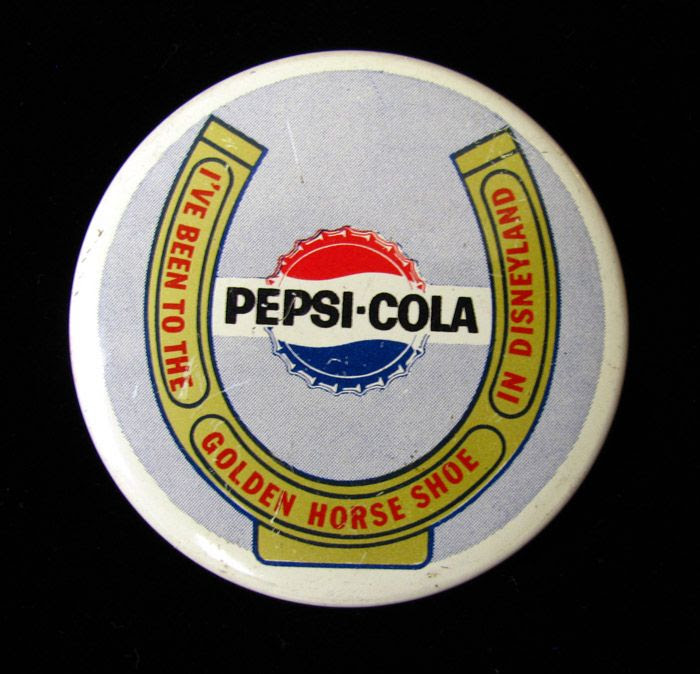 I'VE BEEN TO THE
GOLDEN HORSE SHOE
IN DISNEYLAND
PEPSI-COLA